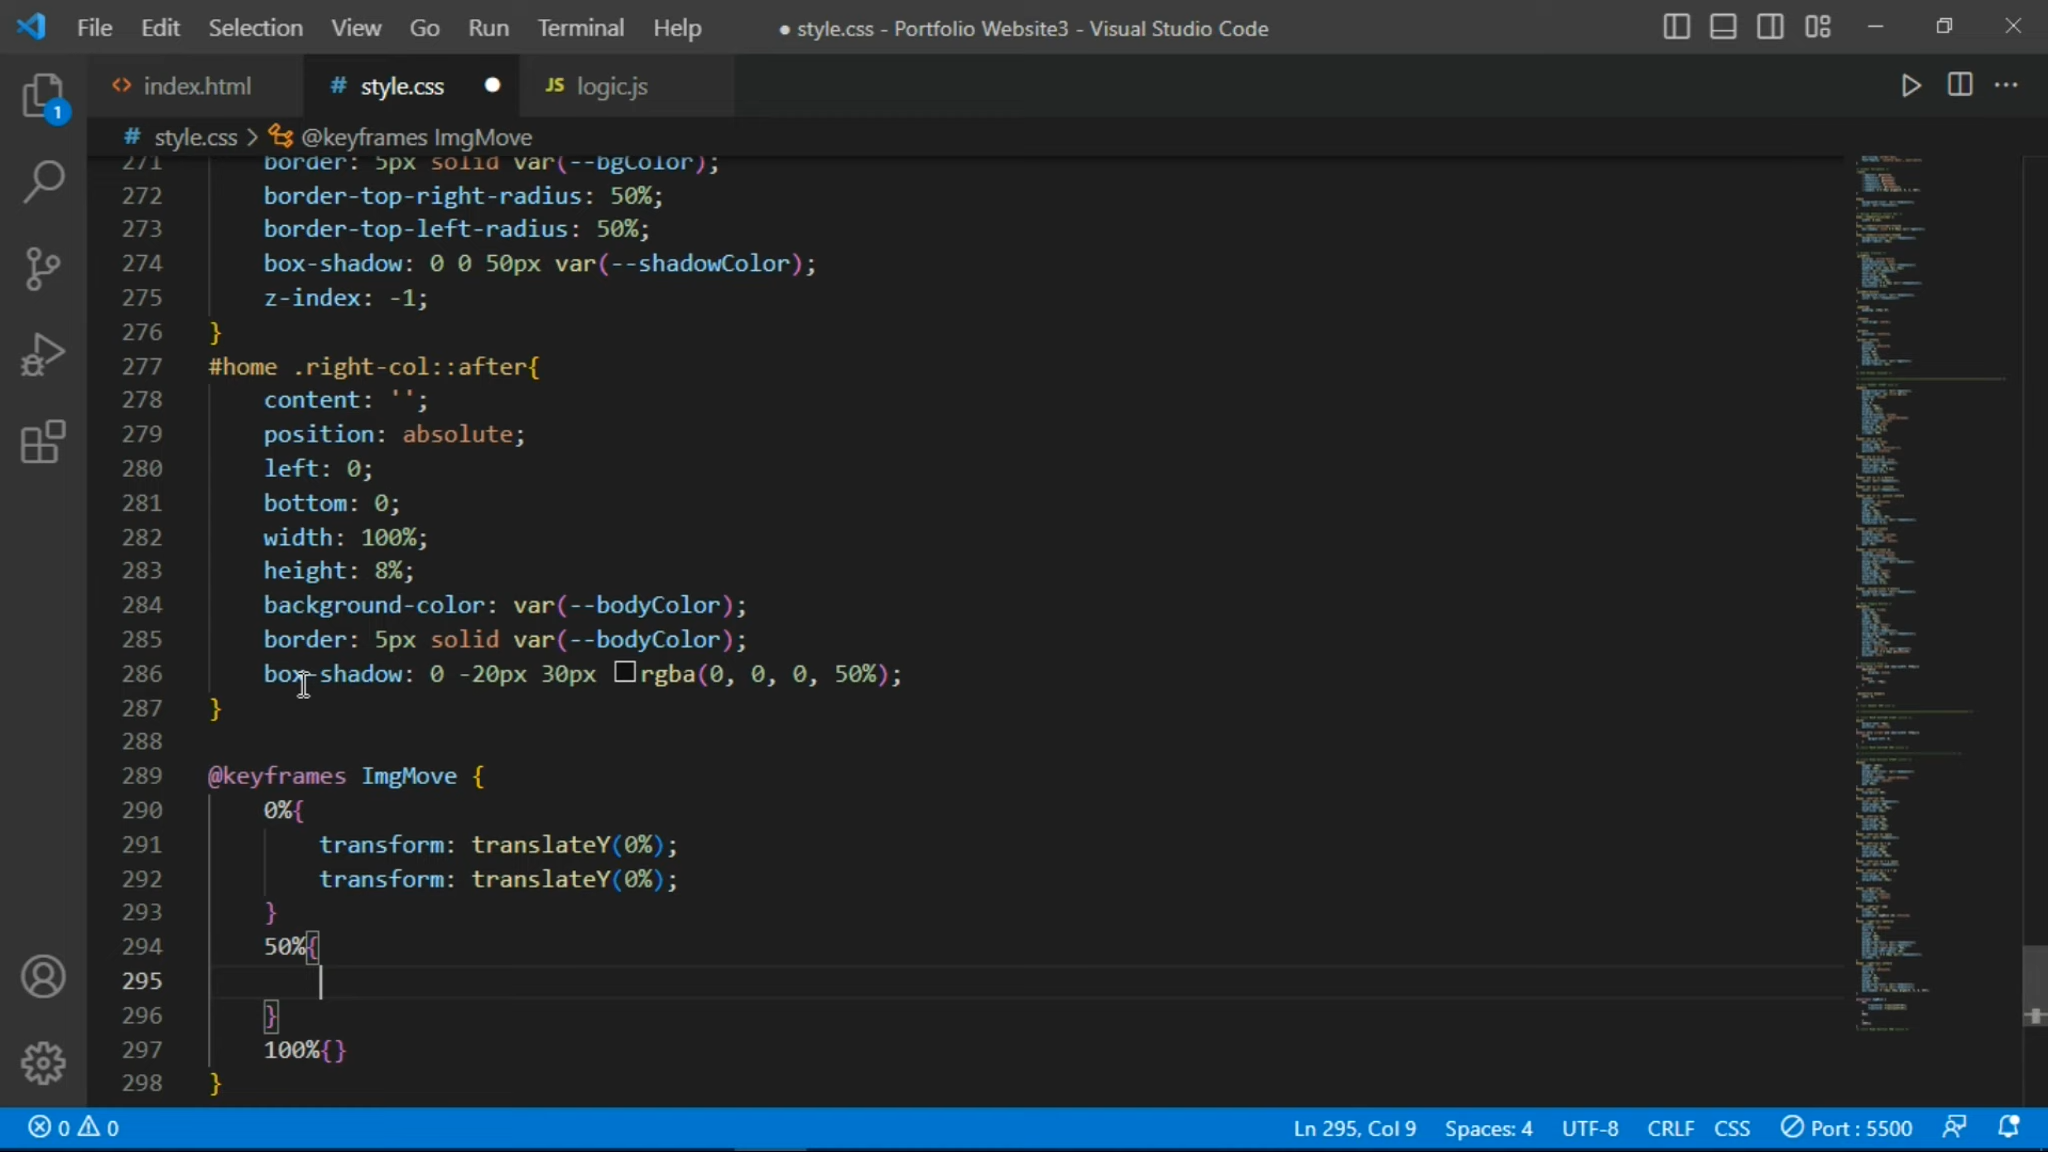 File Edit Selection View Go Run Terminal Help ● style.css - Portfolio Website3 - Visual Studio Code
<> index.html # style.css ● JS logic.js
# style.css > @keyframes ImgMove
1
271 border: 5px solid var(--bgColor);
272 border-top-right-radius: 50%;
273 border-top-left-radius: 50%;
274 box-shadow: 0 0 50px var(--shadowColor);
275 z-index: -1;
276 }
277 #home .right-col::after{
278 content: '';
279 position: absolute;
280 left: 0;
281 bottom: 0;
282 width: 100%;
283 height: 8%;
284 background-color: var(--bodyColor);
285 border: 5px solid var(--bodyColor);
286 box-shadow: 0 -20px 30px rgba(0, 0, 0, 50%);
287 }
288
289 @keyframes ImgMove {
290 0%{
291 transform: translateY(0%);
292 transform: translateY(0%);
293 }
294 50%{
295
296 }
297 100%{}
298 }
0 0 Ln 295, Col 9 Spaces: 4 UTF-8 CRLF CSS Port : 5500